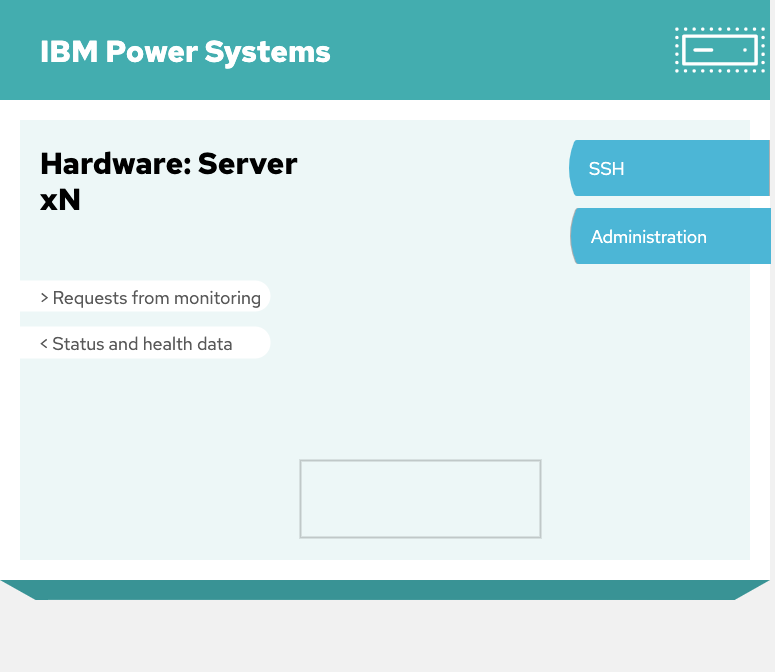 IBM Power Systems
Hardware: Server
xN
SSH
Administration
> Requests from monitoring
< Status and health data